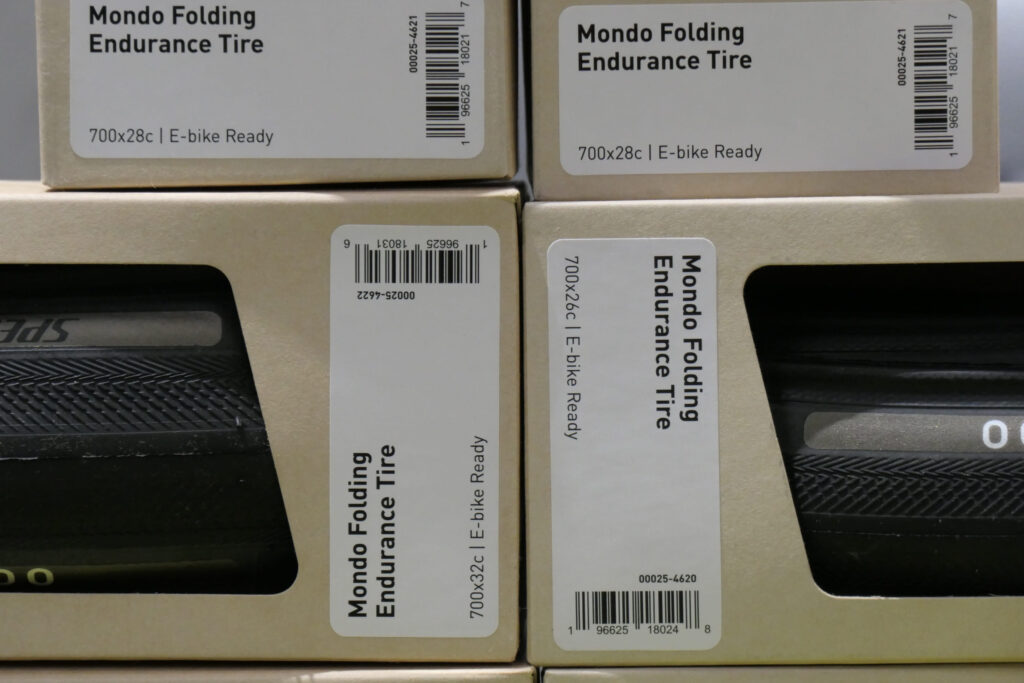 Mondo Folding
Endurance Tire
700x28c | E-bike Ready
00025-4621
1 96625 18021 7
Mondo Folding
Endurance Tire
700x28c | E-bike Ready
00025-4621
1 96625 18021 7
1 96625 18031 6
00025-4622
Mondo Folding
Endurance Tire
700x32c | E-bike Ready
Mondo Folding
Endurance Tire
700x26c | E-bike Ready
00025-4620
1 96625 18024 8